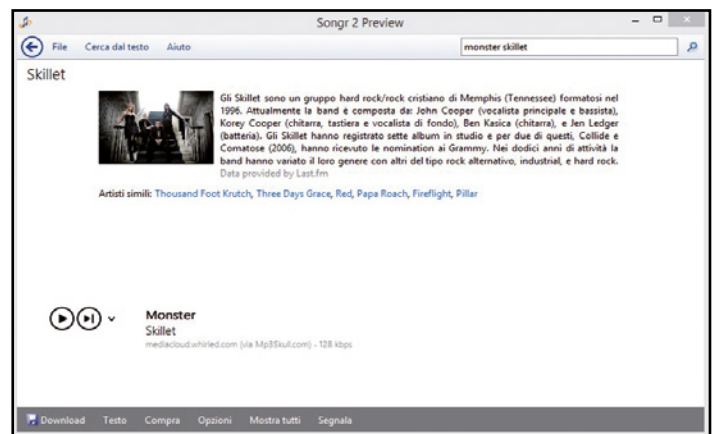 Songr 2 Preview
File Cerca dal testo Aiuto monster skillet
Skillet
Gli Skillet sono un gruppo hard rock/rock cristiano di Memphis (Tennessee) formatosi nel
1996. Attualmente la band è composta da: John Cooper (vocalista principale e bassista),
Korey Cooper (chitarra, tastiera e vocalista di fondo), Ben Kasica (chitarra), e Jen Ledger
(batteria). Gli Skillet hanno registrato sette album in studio e per due di questi, Collide e
Comatose (2006), hanno ricevuto le nomination ai Grammy. Nei dodici anni di attività la
band hanno variato il loro genere con altri del tipo rock alternativo, industrial, e hard rock.
Data provided by Last.fm
Artisti simili: Thousand Foot Krutch, Three Days Grace, Red, Papa Roach, Fireflight, Pillar
Monster
Skillet
mediacloud.whirled.com (via Mp3Skull.com) - 128 kbps
Download Testo Compra Opzioni Mostra tutti Segnala